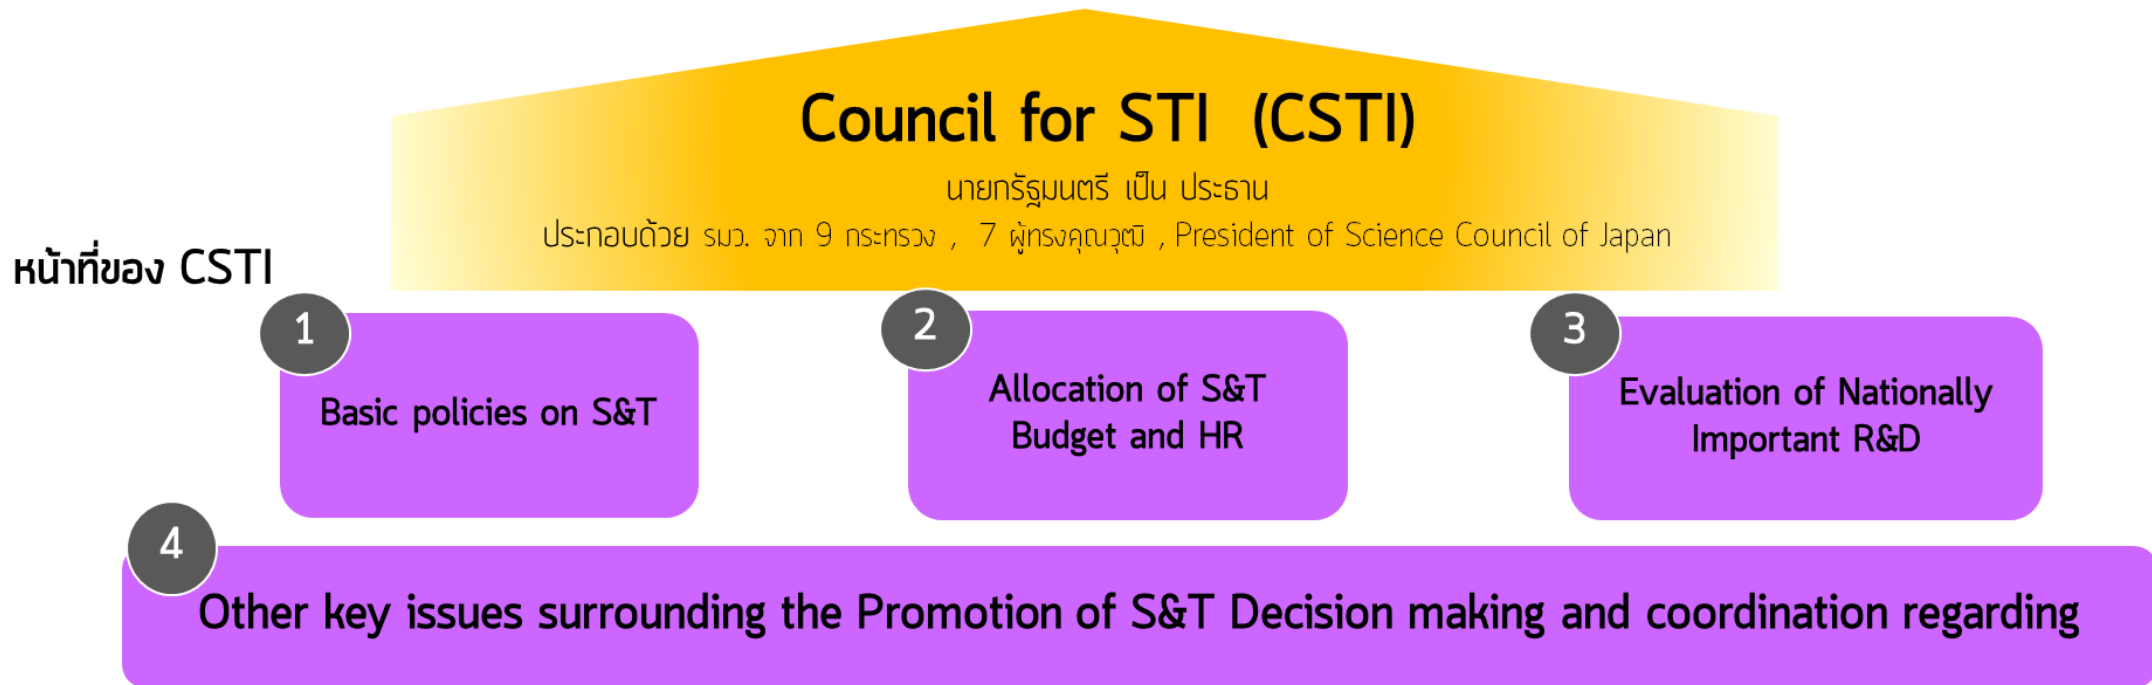 Council for STI (CSTI)
นายกรัฐมนตรี เป็น ประธาน
ประกอบด้วย รมว. จาก 9 กระทรวง , 7 ผู้ทรงคุณวุฒิ , President of Science Council of Japan
หน้าที่ของ CSTI
1
Basic policies on S&T
2
Allocation of S&T
Budget and HR
3
Evaluation of Nationally
Important R&D
4
Other key issues surrounding the Promotion of S&T Decision making and coordination regarding